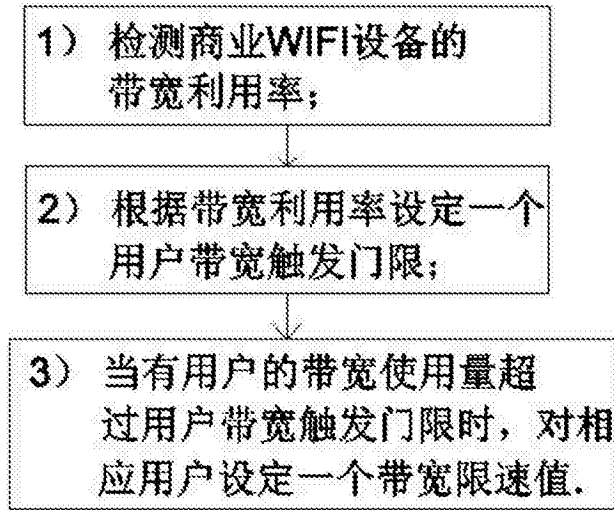 1） 检测商业WIFI设备的
带宽利用率；
2） 根据带宽利用率设定一个
用户带宽触发门限；
3） 当有用户的带宽使用量超
过用户带宽触发门限时，对相
应用户设定一个带宽限速值.